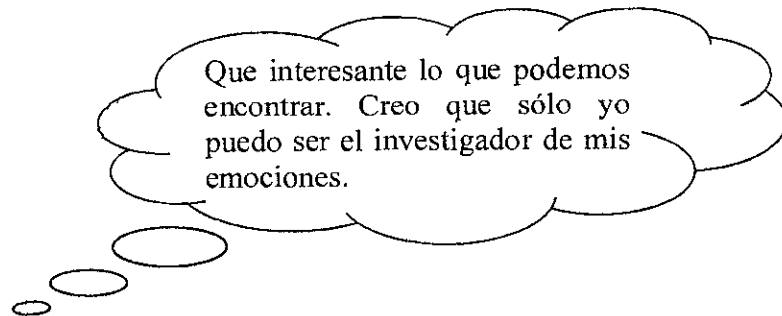 Que interesante lo que podemos
encontrar. Creo que sólo yo
puedo ser el investigador de mis
emociones.